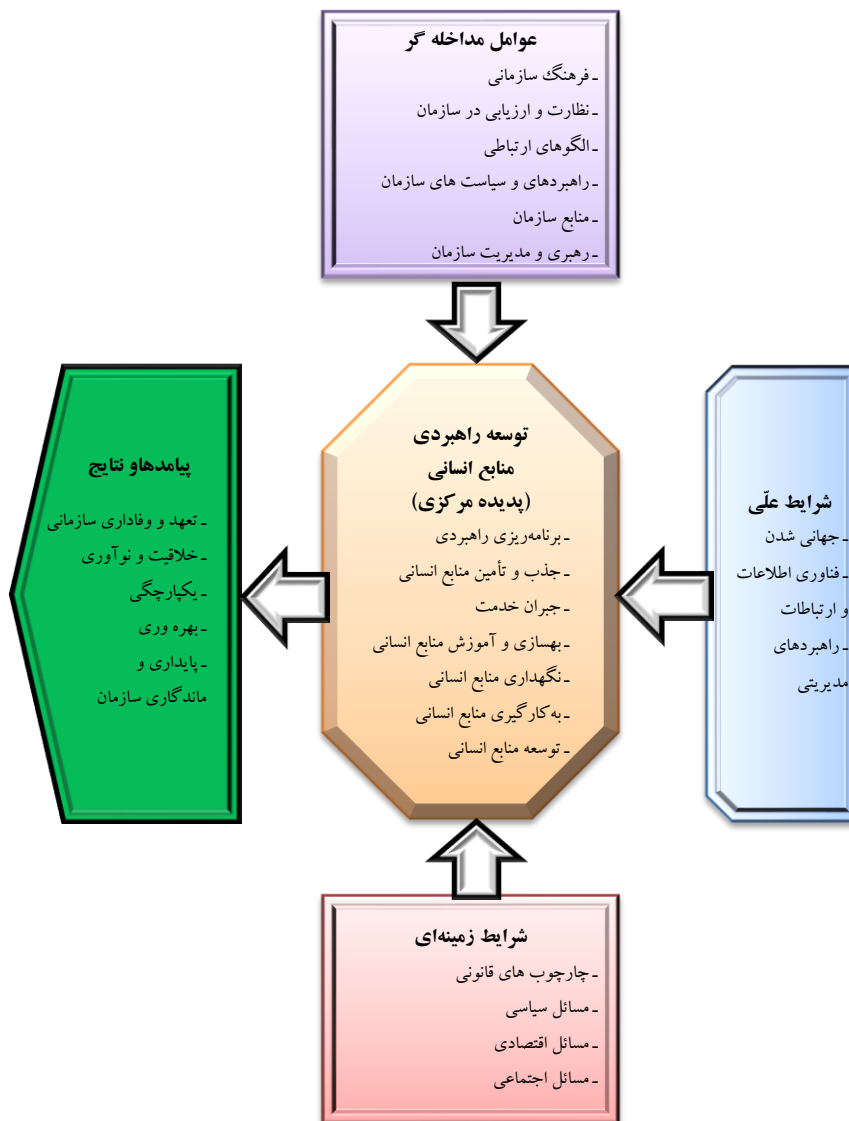 عوامل مداخله گر
ـ فرهنگ سازمانی
ـ نظارت و ارزیابی در سازمان
ـ الگوهای ارتباطی
ـ راهبردهای و سیاست های سازمان
ـ منابع سازمان
ـ رهبری و مدیریت سازمان
شرایط علّی
ـ جهانی شدن
ـ فناوری اطلاعات
و ارتباطات
ـ راهبردهای
مدیریتی
توسعه راهبردی
منابع انسانی
(پدیده مرکزی)
ـ برنامه‌ریزی راهبردی
ـ جذب و تأمین منابع انسانی
ـ جبران خدمت
ـ بهسازی و آموزش منابع انسانی
ـ نگهداری منابع انسانی
ـ به‌کارگیری منابع انسانی
ـ توسعه منابع انسانی
پیامدهاو نتایج
ـ تعهد و وفاداری سازمانی
ـ خلاقیت و نوآوری
ـ یکپارچگی
ـ بهره وری
ـ پایداری و
ماندگاری سازمان
شرایط زمینه‌ای
ـ چارچوب های قانونی
ـ مسائل سیاسی
ـ مسائل اقتصادی
ـ مسائل اجتماعی